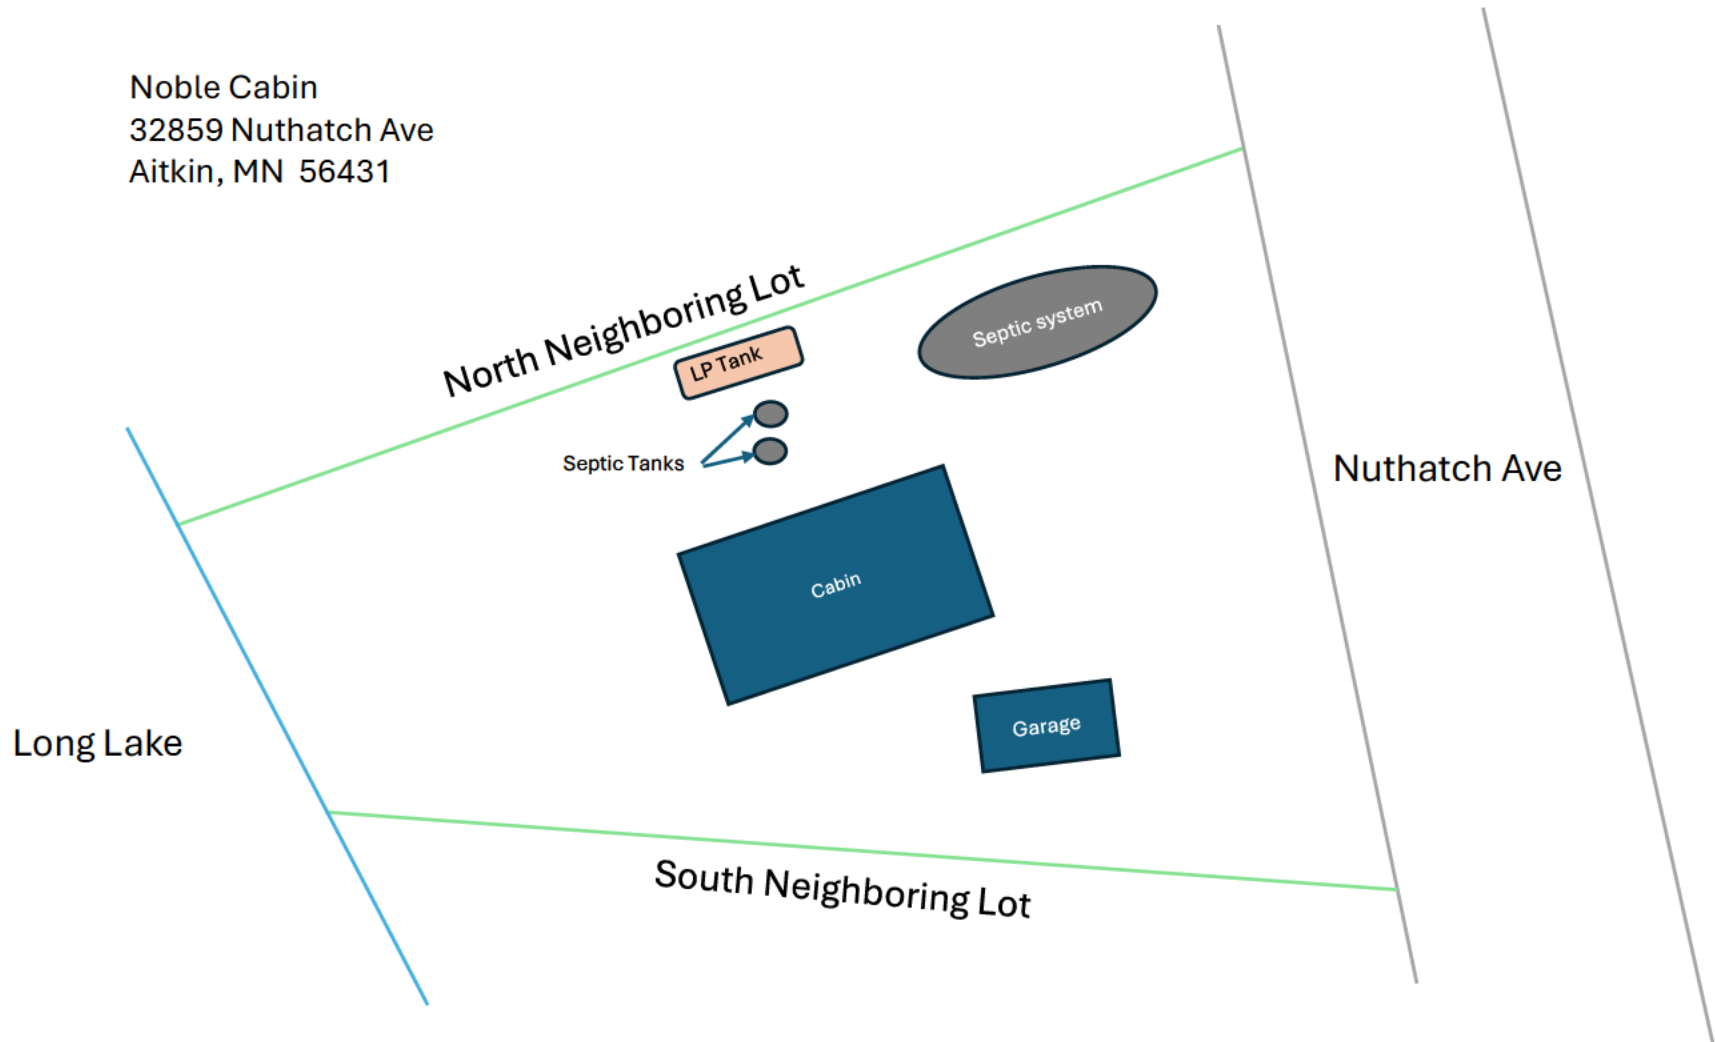 Noble Cabin
32859 Nuthatch Ave
Aitkin, MN  56431
North Neighboring Lot
Septic system
LP Tank
Septic Tanks
Nuthatch Ave
Cabin
Garage
Long Lake
South Neighboring Lot